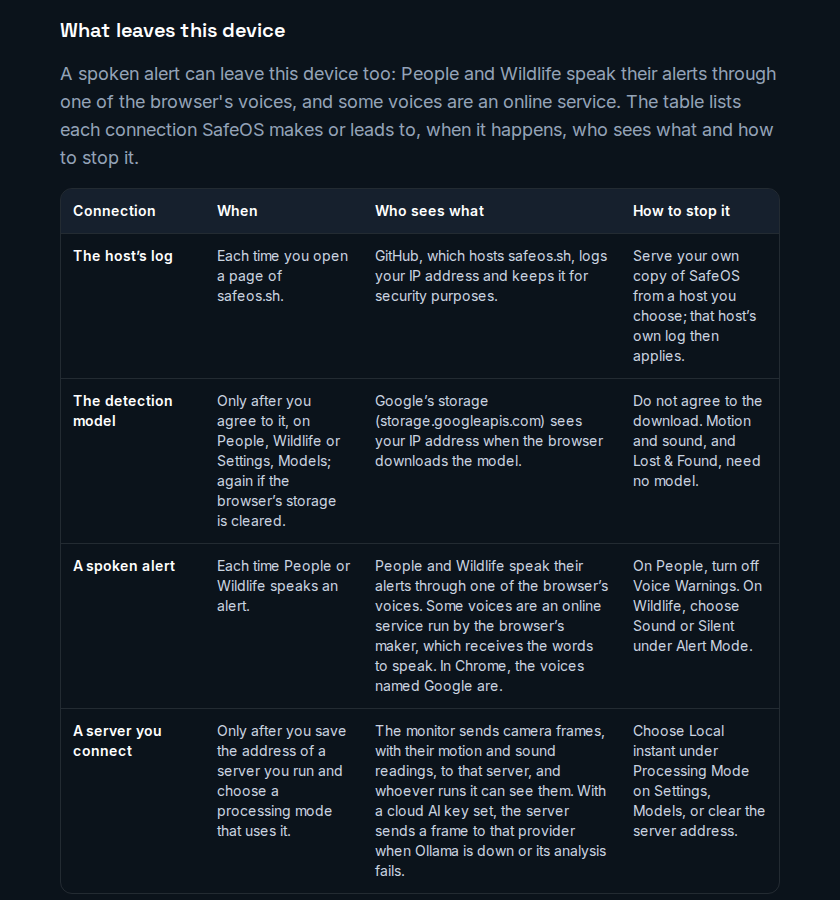 What leaves this device
A spoken alert can leave this device too: People and Wildlife speak their alerts through
one of the browser's voices, and some voices are an online service. The table lists
each connection SafeOS makes or leads to, when it happens, who sees what and how
to stop it.
Connection
When
Who sees what
How to stop it
The host’s log
Each time you open
a page of
safeos.sh.
GitHub, which hosts safeos.sh, logs
your IP address and keeps it for
security purposes.
Serve your own
copy of SafeOS
from a host you
choose; that host’s
own log then
applies.
The detection
model
Only after you
agree to it, on
People, Wildlife or
Settings, Models;
again if the
browser’s storage
is cleared.
Google’s storage
(storage.googleapis.com) sees
your IP address when the browser
downloads the model.
Do not agree to the
download. Motion
and sound, and
Lost & Found, need
no model.
A spoken alert
Each time People or
Wildlife speaks an
alert.
People and Wildlife speak their
alerts through one of the browser’s
voices. Some voices are an online
service run by the browser’s
maker, which receives the words
to speak. In Chrome, the voices
named Google are.
On People, turn off
Voice Warnings. On
Wildlife, choose
Sound or Silent
under Alert Mode.
A server you
connect
Only after you save
the address of a
server you run and
choose a
processing mode
that uses it.
The monitor sends camera frames,
with their motion and sound
readings, to that server, and
whoever runs it can see them. With
a cloud AI key set, the server
sends a frame to that provider
when Ollama is down or its analysis
fails.
Choose Local
instant under
Processing Mode
on Settings,
Models, or clear the
server address.